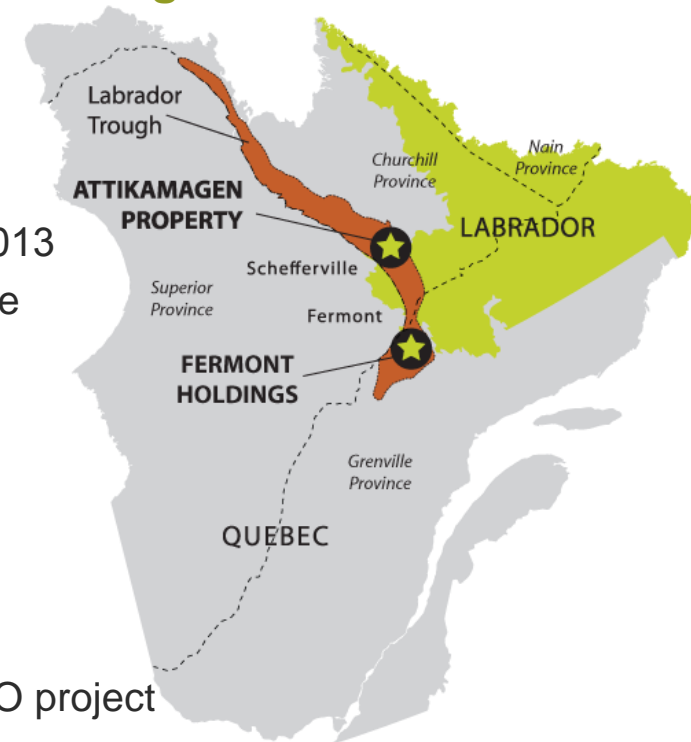 g
Labrador
Trough
Churchill
Province
Nain
Province
ATTIKAMAGEN
PROPERTY
LABRADOR
013
Schefferville
e
Superior
Province
Fermont
FERMONT
HOLDINGS
Grenville
Province
QUEBEC
O project